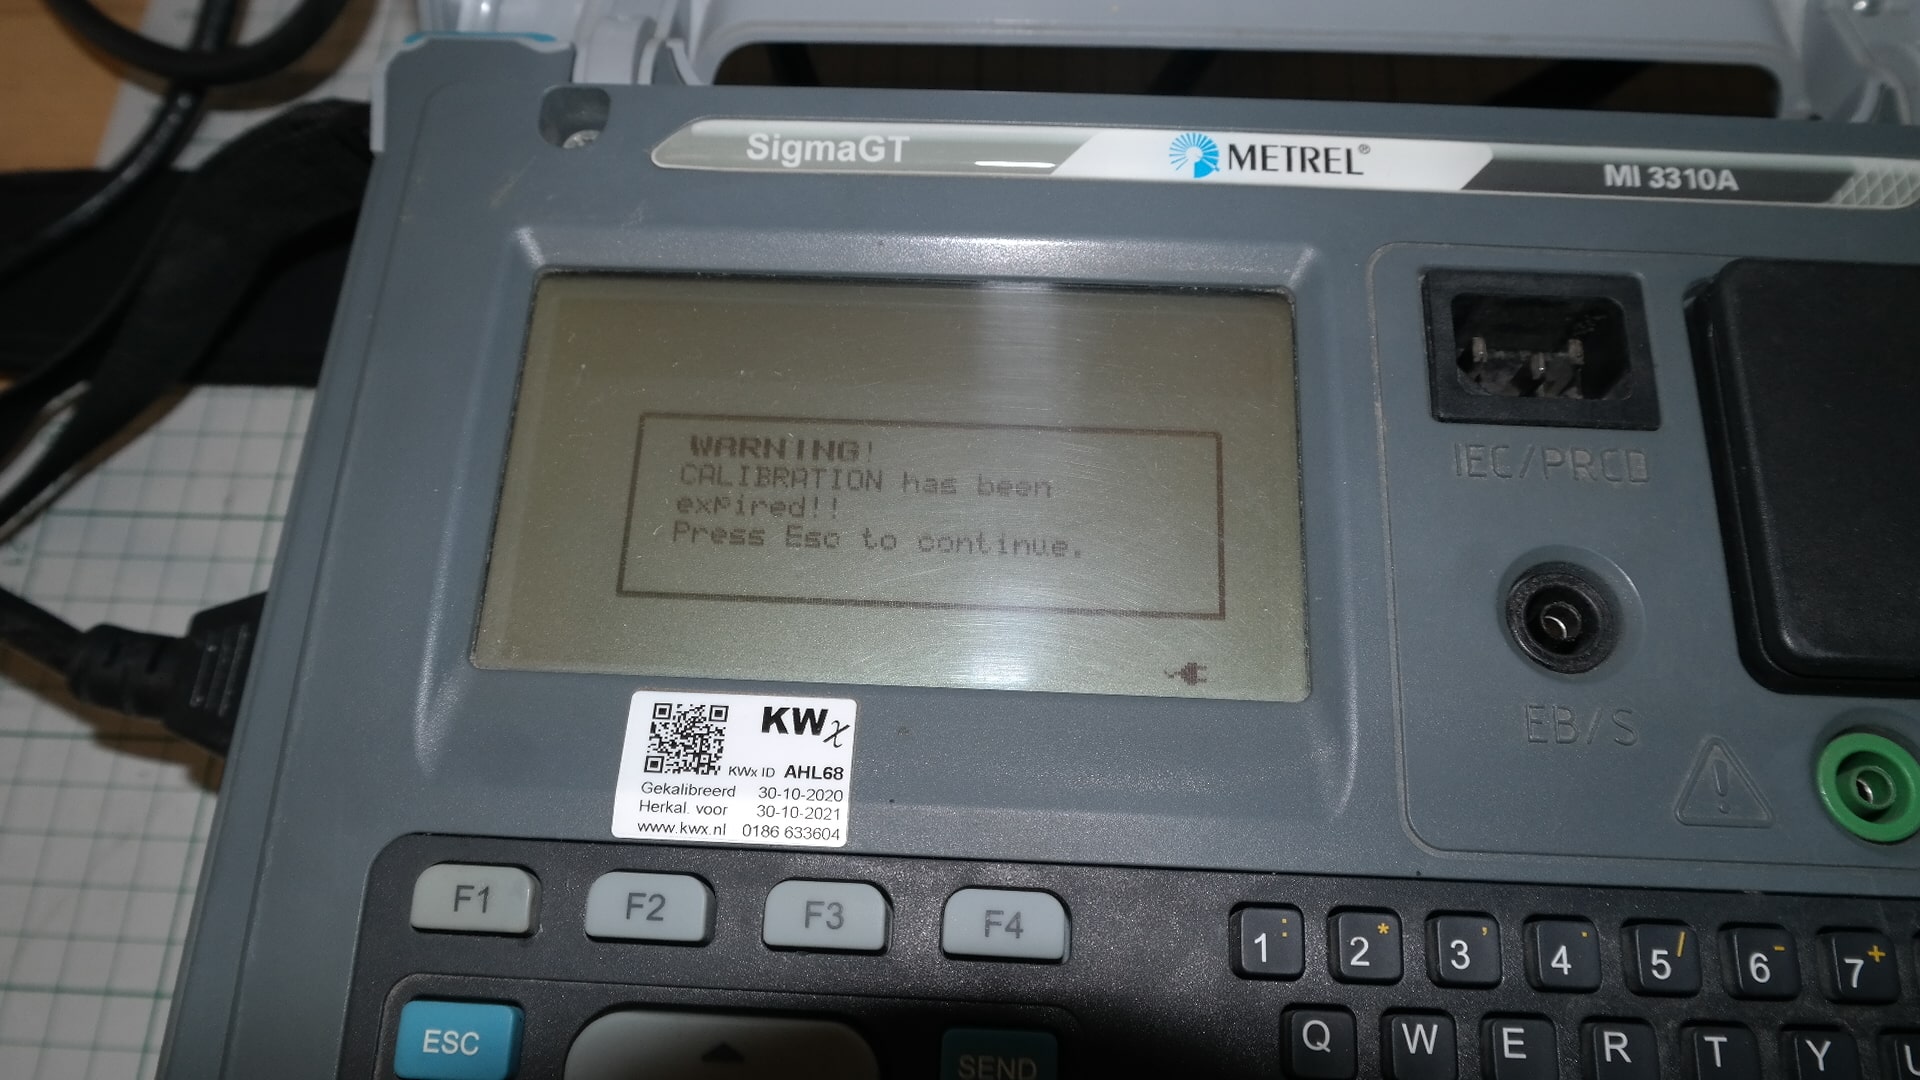 SigmaGT
METREL®
MI 3310A
WARNING!
CALIBRATION has been
expired!!
Press Esc to continue.
IEC/PRCD
EB/S
KWx
KWx ID AHL68
Gekalibreerd 30-10-2020
Herkal. voor 30-10-2021
www.kwx.nl 0186 633604
F1 F2 F3 F4
1 : 2 * 3 ' 4 . 5 / 6 - 7 +
ESC
SEND
Q W E R T Y U